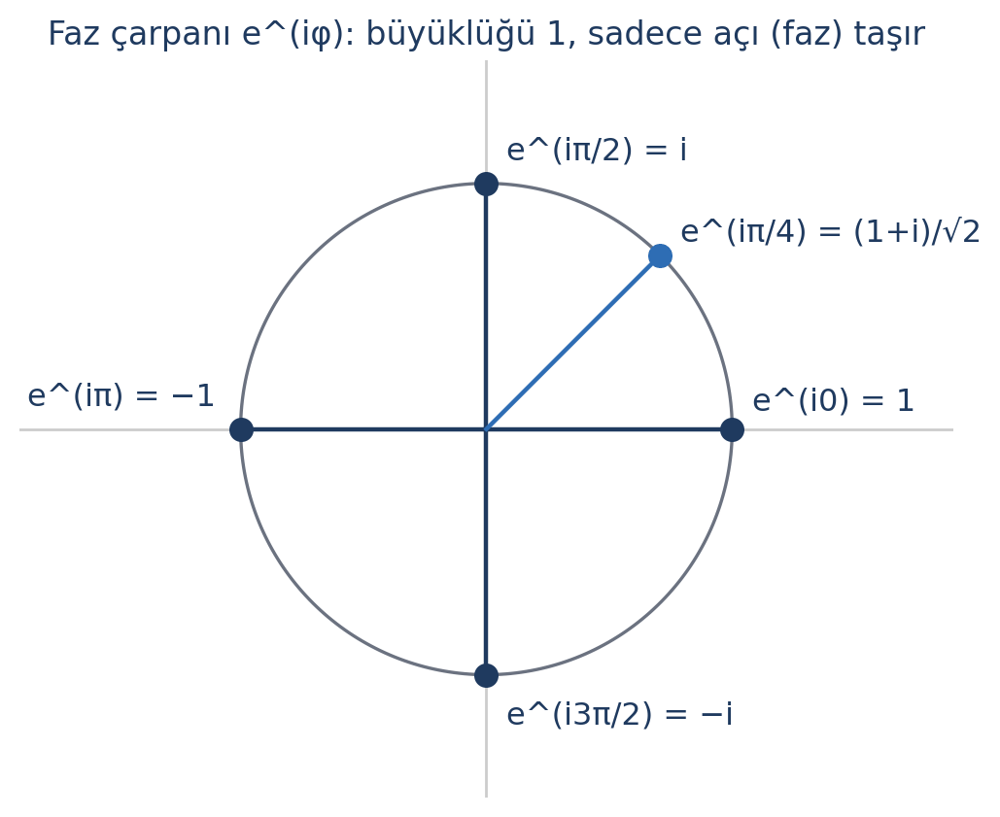 Faz çarpanı e^(iφ): büyüklüğü 1, sadece açı (faz) taşır
e^(iπ/2) = i
e^(iπ/4) = (1+i)/√2
e^(iπ) = −1
e^(i0) = 1
e^(i3π/2) = −i